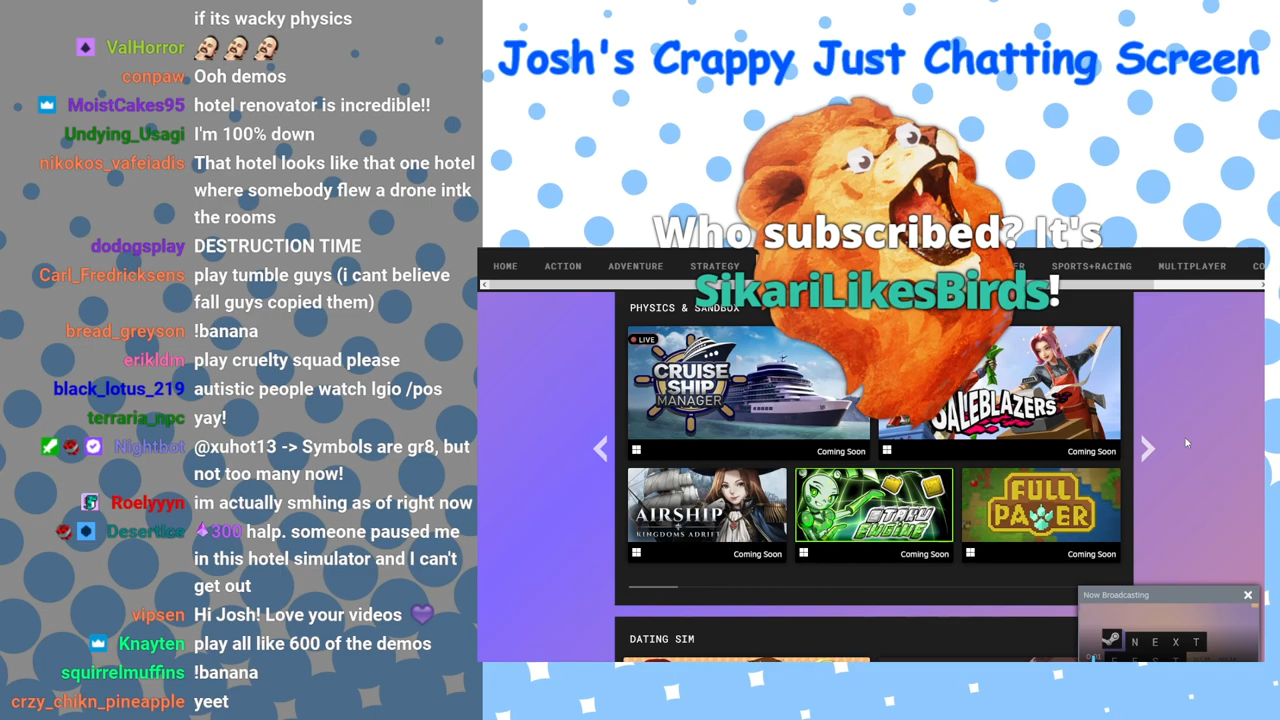 if its wacky physics
ValHorror
conpaw Ooh demos
MoistCakes95 hotel renovator is incredible!!
Undying_Usagi I'm 100% down
nikokos_vafeiadis That hotel looks like that one hotel
where somebody flew a drone intk
the rooms
dodogsplay DESTRUCTION TIME
Carl_Fredricksens play tumble guys (i cant believe
fall guys copied them)
bread_greyson !banana
erikldm play cruelty squad please
black_lotus_219 autistic people watch lgio /pos
terraria_npc yay!
Nightbot @xuhot13 -> Symbols are gr8, but
not too many now!
Roelyyyn im actually smhing as of right now
DesertIce 300 halp. someone paused me
in this hotel simulator and I can't
get out
vipsen Hi Josh! Love your videos
Knayten play all like 600 of the demos
squirrelmuffins !banana
crzy_chikn_pineapple yeet
Josh's Crappy Just Chatting Screen
Who subscribed? It's
SikariLikesBirds!
HOME ACTION ADVENTURE STRATEGY SPORTS+RACING MULTIPLAYER CO
PHYSICS & SANDBOX
LIVE
CRUISE
SHIP
MANAGER
SALEBLAZERS
Coming Soon Coming Soon
AIRSHIP
KINGDOMS ADRIFT
OTAKU
ENGINE
FULL
PAWER
Coming Soon Coming Soon Coming Soon
DATING SIM
Now Broadcasting
NEXT
FEST